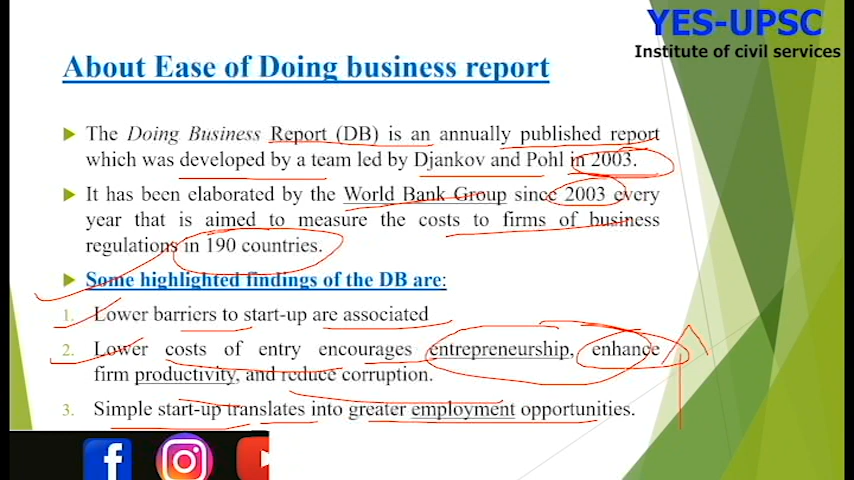 YES-UPSC
Institute of civil services
About Ease of Doing business report
The Doing Business Report (DB) is an annually published report
which was developed by a team led by Djankov and Pohl in 2003.
It has been elaborated by the World Bank Group since 2003 every
year that is aimed to measure the costs to firms of business
regulations in 190 countries.
Some highlighted findings of the DB are:
1. Lower barriers to start-up are associated
2. Lower costs of entry encourages entrepreneurship, enhance
firm productivity, and reduce corruption.
3. Simple start-up translates into greater employment opportunities.